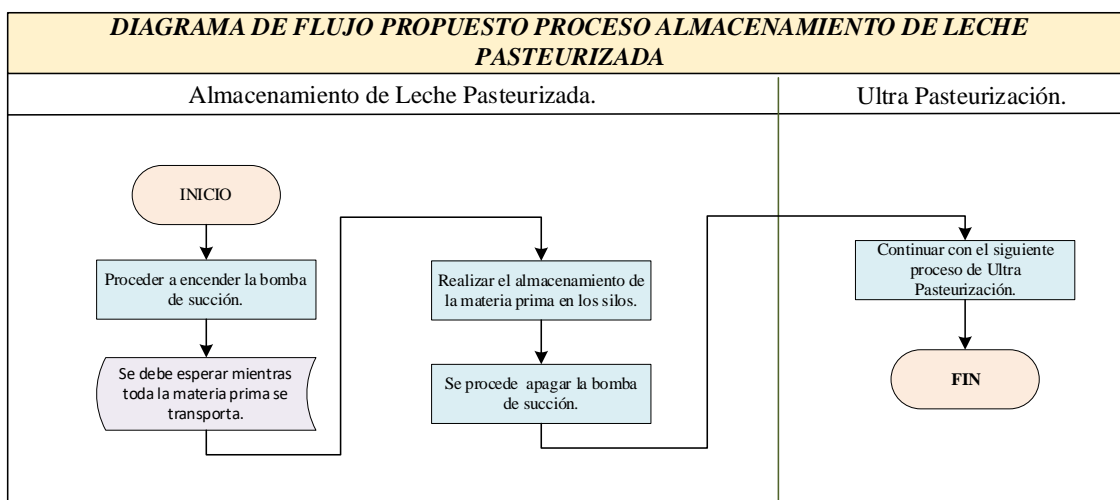 DIAGRAMA DE FLUJO PROPUESTO PROCESO ALMACENAMIENTO DE LECHE
PASTEURIZADA
Almacenamiento de Leche Pasteurizada.
Ultra Pasteurización.
INICIO
Proceder a encender la bomba
de succión.
Se debe esperar mientras
toda la materia prima se
transporta.
Realizar el almacenamiento de
la materia prima en los silos.
Se procede apagar la bomba
de succión.
Continuar con el siguiente
proceso de Ultra
Pasteurización.
FIN